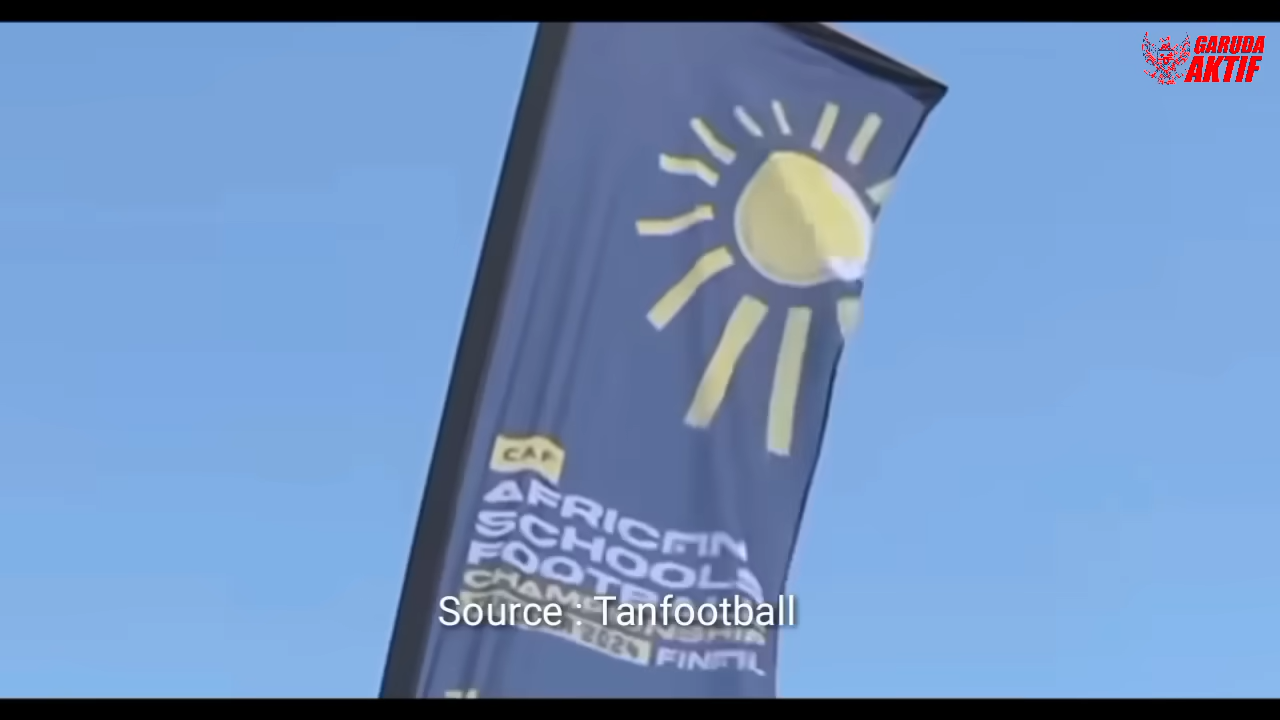 GARUDA
AKTIF
CAF
AFRICAN
SCHOOLS
FOOTBALL
CHAMPIONSHIP
2024 FINAL
Source : Tanfootball